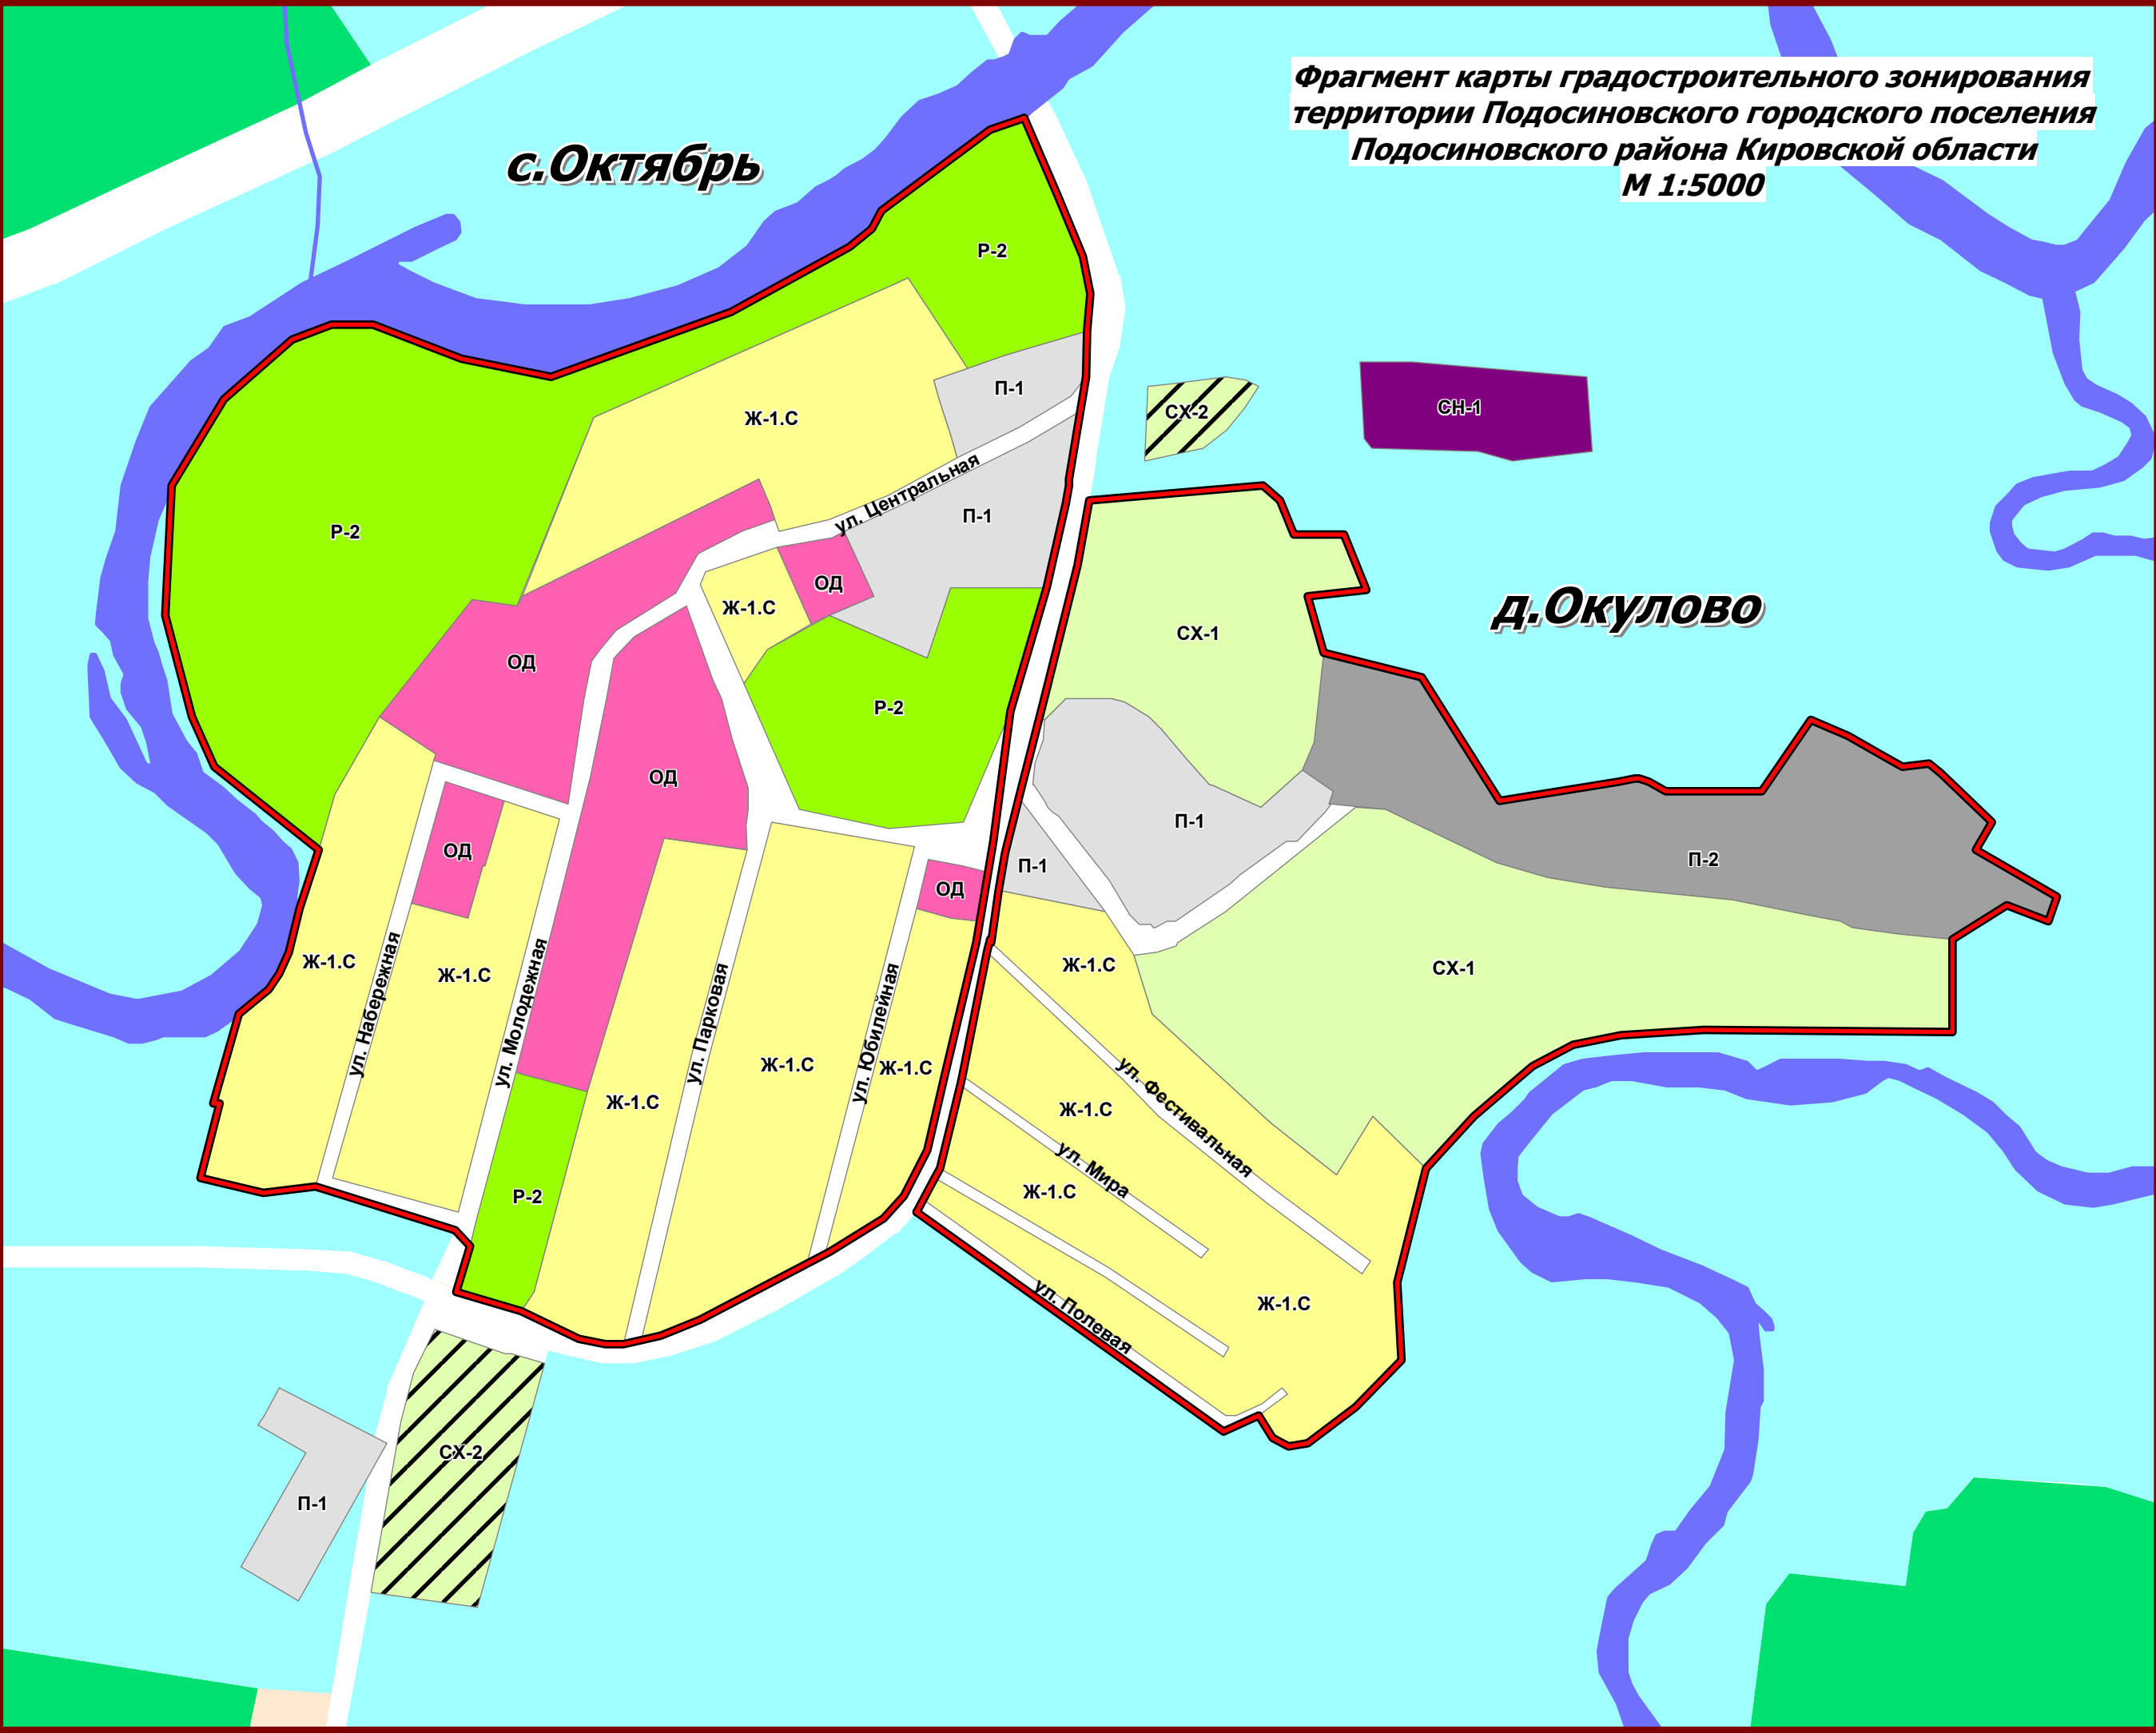 Фрагмент карты градостроительного зонирования
территории Подосиновского городского поселения
Подосиновского района Кировской области
М 1:5000
с.Октябрь
Р-2
П-1
СХ-2
СН-1
Ж-1.С
ул. Центральная
П-1
Р-2
ОД
Ж-1.С
д.Окулово
СХ-1
ОД
Р-2
ОД
П-1
ОД
П-1
П-2
ОД
Ж-1.С
Ж-1.С
Ж-1.С
СХ-1
ул. Набережная
ул. Молодежная
ул. Парковая
ул. Юбилейная
Ж-1.С
Ж-1.С
Ж-1.С
Ж-1.С
ул. Фестивальная
ул. Мира
Р-2
Ж-1.С
Ж-1.С
ул. Полевая
СХ-2
П-1